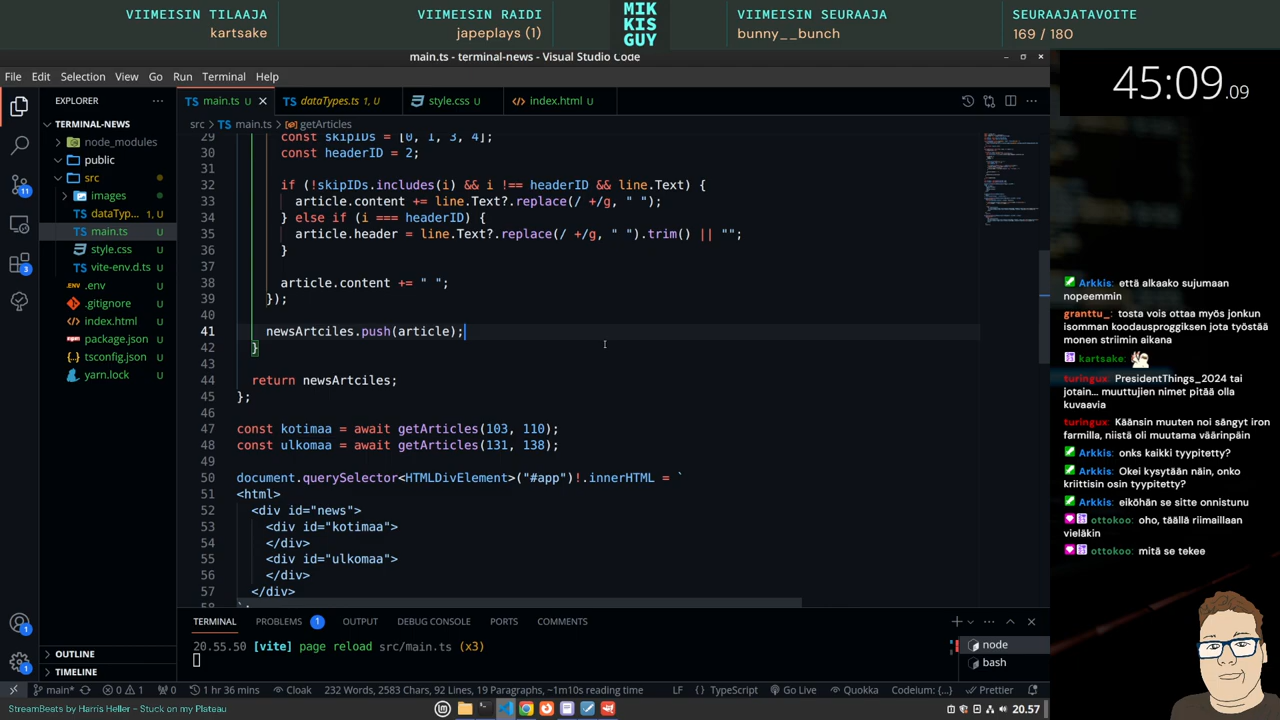 VIIMEISIN TILAAJA
kartsake
VIIMEISIN RAIDI
japeplays (1)
MIK
KIS
GUY
VIIMEISIN SEURAAJA
bunny__bunch
SEURAAJATAVOITE
169 / 180
main.ts - terminal-news - Visual Studio Code
File Edit Selection View Go Run Terminal Help
45:09.09
EXPLORER
TERMINAL-NEWS
node_modules
public
src
images
dataTyp... 1, U
main.ts U
style.css U
vite-env.d.ts U
.env U
.gitignore U
index.html U
package.json U
tsconfig.json U
yarn.lock U
OUTLINE
TIMELINE
11
3
1
1
main.ts U
dataTypes.ts 1, U
style.css U
index.html U
src > main.ts > getArticles
29 const skipIDs = [0, 1, 3, 4];
30 const headerID = 2;
31
32 if (!skipIDs.includes(i) && i !== headerID && line.Text) {
33 article.content += line.Text?.replace(/ +/g, " ");
34 } else if (i === headerID) {
35 article.header = line.Text?.replace(/ +/g, " ").trim() || "";
36 }
37
38 article.content += " ";
39 });
40
41 newsArtciles.push(article);
42 }
43
44 return newsArtciles;
45 };
46
47 const kotimaa = await getArticles(103, 110);
48 const ulkomaa = await getArticles(131, 138);
49
50 document.querySelector<HTMLDivElement>("#app")!.innerHTML = `
51 <html>
52 <div id="news">
53 <div id="kotimaa">
54 </div>
55 <div id="ulkomaa">
56 </div>
57 </div>
58 `;
TERMINAL PROBLEMS 1 OUTPUT DEBUG CONSOLE PORTS COMMENTS
20.55.50 [vite] page reload src/main.ts (x3)
node
bash
main* 0 1 0 1 hr 36 mins Cloak 232 Words, 2583 Chars, 92 Lines, 19 Paragraphs, ~1m10s reading time LF {} TypeScript Go Live Quokka Codeium: {...} Prettier
StreamBeats by Harris Heller - Stuck on my Plateau
20.57
Arkkis: että alkaako sujumaan
nopeemmin
granttu_: tosta vois ottaa myös jonkun
isomman koodausproggiksen jota työstää
monen striimin aikana
kartsake:
turingux: PresidentThings_2024 tai
jotain... muuttujien nimet pitää olla
kuvaavia
turingux: Käänsin muuten noi sängyt iron
farmilla, niistä oli muutama väärinpäin
Arkkis: onks kaikki tyypitetty?
Arkkis: Okei kysytään näin, onko
kriittisin osin tyypitetty?
Arkkis: eiköhän se sitte onnistunu
ottokoo: oho, täällä riimaillaan
vieläkin
ottokoo: mitä se tekee